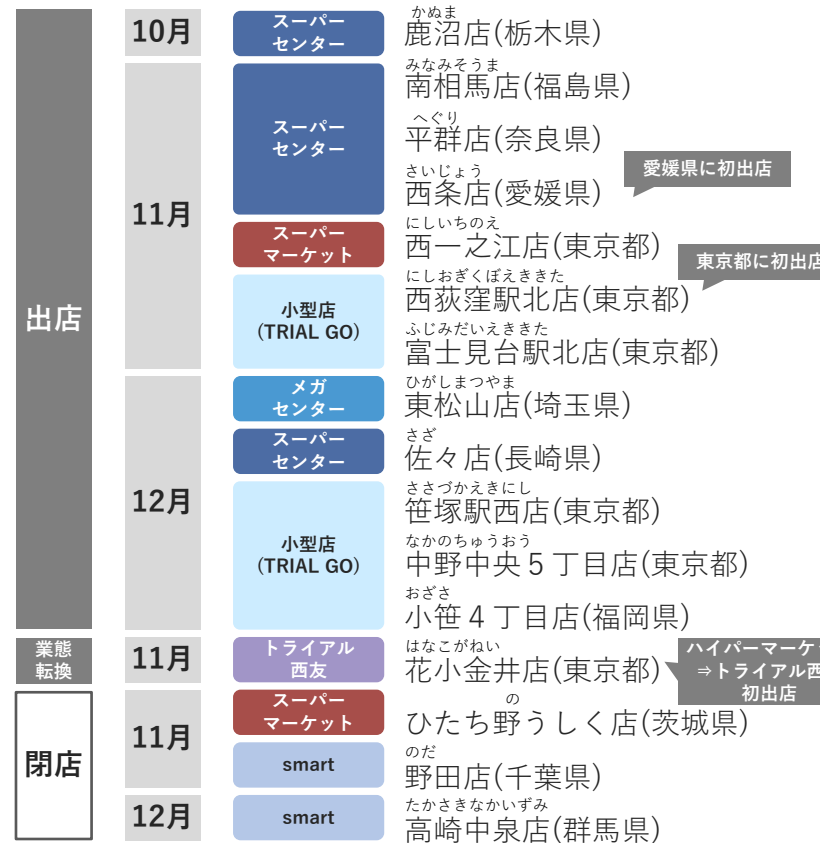 出店
10月
スーパー
センター
かぬま
鹿沼店(栃木県)
11月
スーパー
センター
みなみそうま
南相馬店(福島県)
へぐり
平群店(奈良県)
さいじょう
西条店(愛媛県)
愛媛県に初出店
スーパー
マーケット
にしいちのえ
西一之江店(東京都)
東京都に初出店
小型店
(TRIAL GO)
にしおぎくぼえききた
西荻窪駅北店(東京都)
ふじみだいえききた
富士見台駅北店(東京都)
12月
メガ
センター
ひがしまつやま
東松山店(埼玉県)
スーパー
センター
さざ
佐々店(長崎県)
小型店
(TRIAL GO)
ささづかえきにし
笹塚駅西店(東京都)
なかのちゅうおう
中野中央5丁目店(東京都)
おざさ
小笹4丁目店(福岡県)
業態
転換
11月
トライアル
西友
はなこがねい
花小金井店(東京都)
ハイパーマーケ
⇒トライアル西
初出店
閉店
11月
スーパー
マーケット
の
ひたち野うしく店(茨城県)
smart
のだ
野田店(千葉県)
12月
smart
たかさきなかいずみ
高崎中泉店(群馬県)